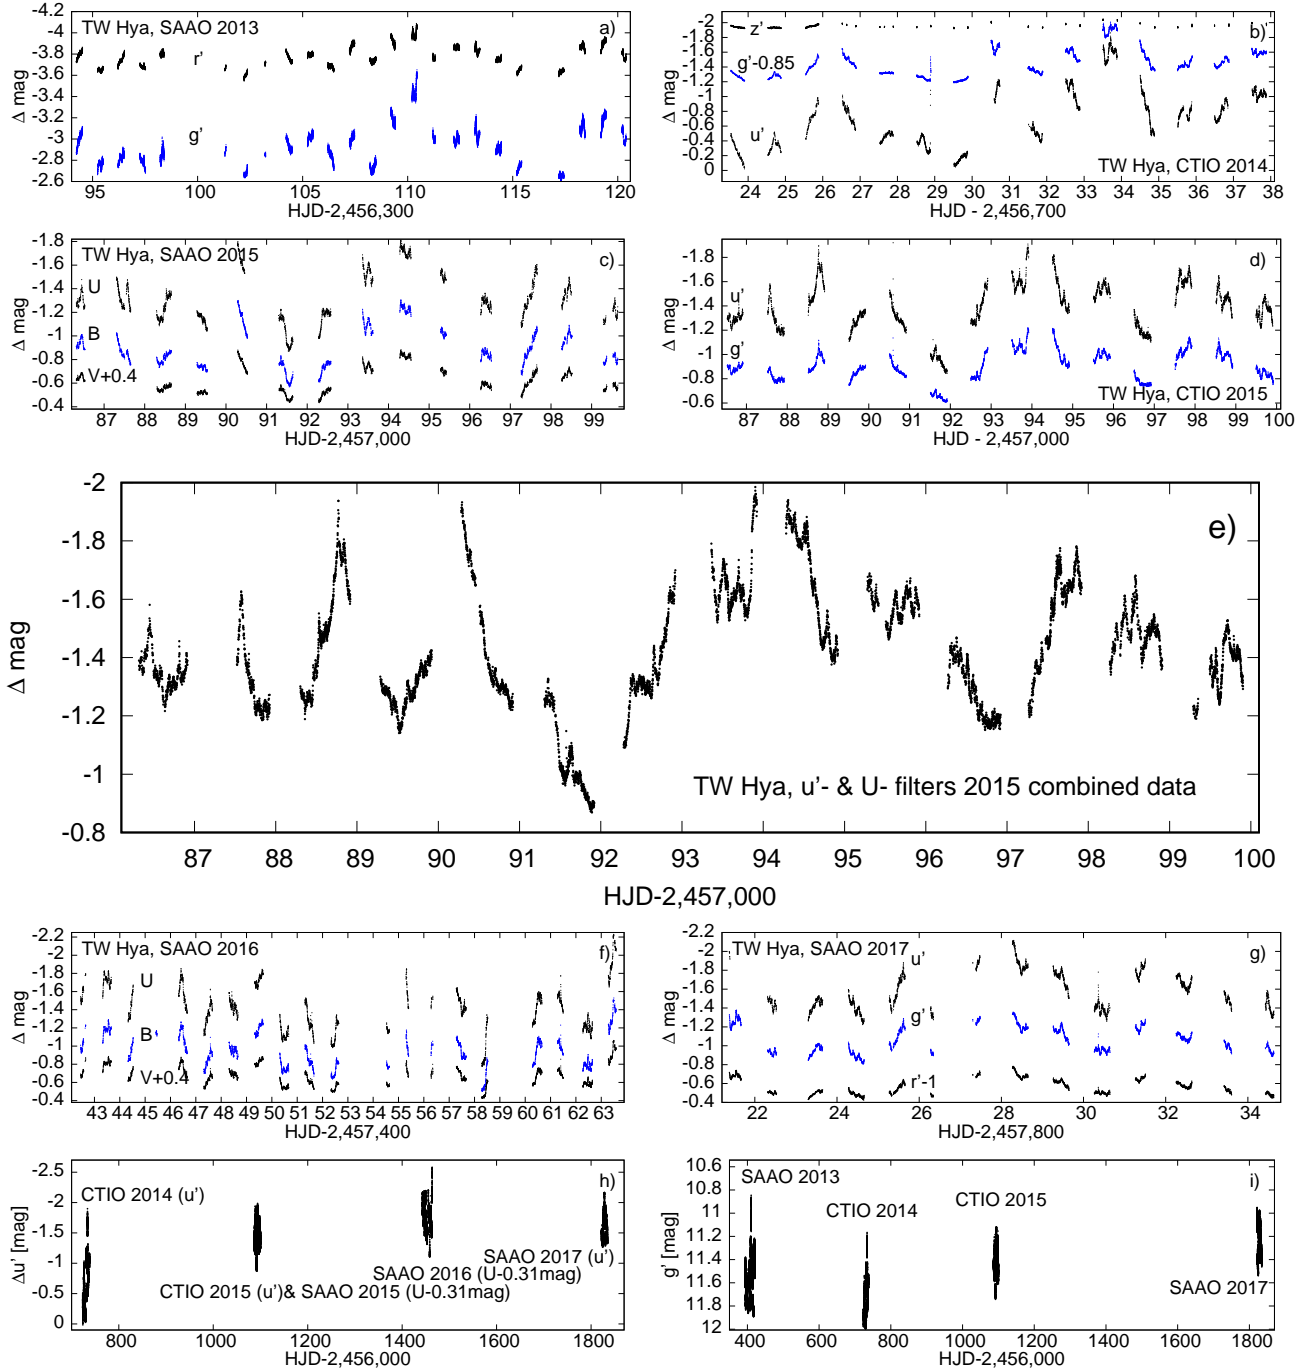 TW Hya, SAAO 2013
a)
r'
g'
Δ mag
-4.2
-4
-3.8
-3.6
-3.4
-3.2
-3
-2.8
-2.6
95 100 105 110 115 120
HJD-2,456,300
z'
b)
g'-0.85
u'
TW Hya, CTIO 2014
Δ mag
-2
-1.8
-1.6
-1.4
-1.2
-1
-0.8
-0.6
-0.4
-0.2
0
24 25 26 27 28 29 30 31 32 33 34 35 36 37 38
HJD - 2,456,700
TW Hya, SAAO 2015
c)
U
B
V+0.4
Δ mag
-1.8
-1.6
-1.4
-1.2
-1
-0.8
-0.6
-0.4
87 88 89 90 91 92 93 94 95 96 97 98 99
HJD-2,457,000
d)
u'
g'
TW Hya, CTIO 2015
Δ mag
-1.8
-1.6
-1.4
-1.2
-1
-0.8
-0.6
87 88 89 90 91 92 93 94 95 96 97 98 99 100
HJD - 2,457,000
e)
TW Hya, u'- & U- filters 2015 combined data
Δ mag
-2
-1.8
-1.6
-1.4
-1.2
-1
-0.8
87 88 89 90 91 92 93 94 95 96 97 98 99 100
HJD-2,457,000
TW Hya, SAAO 2016
f)
U
B
V+0.4
Δ mag
-2.2
-2
-1.8
-1.6
-1.4
-1.2
-1
-0.8
-0.6
-0.4
43 44 45 46 47 48 49 50 51 52 53 54 55 56 57 58 59 60 61 62 63
HJD-2,457,400
TW Hya, SAAO 2017
u'
g)
g'
r'-1
Δ mag
-2.2
-2
-1.8
-1.6
-1.4
-1.2
-1
-0.8
-0.6
-0.4
22 24 26 28 30 32 34
HJD-2,457,800
h)
CTIO 2014 (u')
SAAO 2017 (u')
SAAO 2016 (U-0.31mag)
CTIO 2015 (u')& SAAO 2015 (U-0.31mag)
Δu' [mag]
-2.5
-2
-1.5
-1
-0.5
0
800 1000 1200 1400 1600 1800
HJD-2,456,000
SAAO 2013
i)
CTIO 2014
CTIO 2015
SAAO 2017
g' [mag]
10.6
10.8
11
11.2
11.4
11.6
11.8
12
400 600 800 1000 1200 1400 1600 1800
HJD-2,456,000